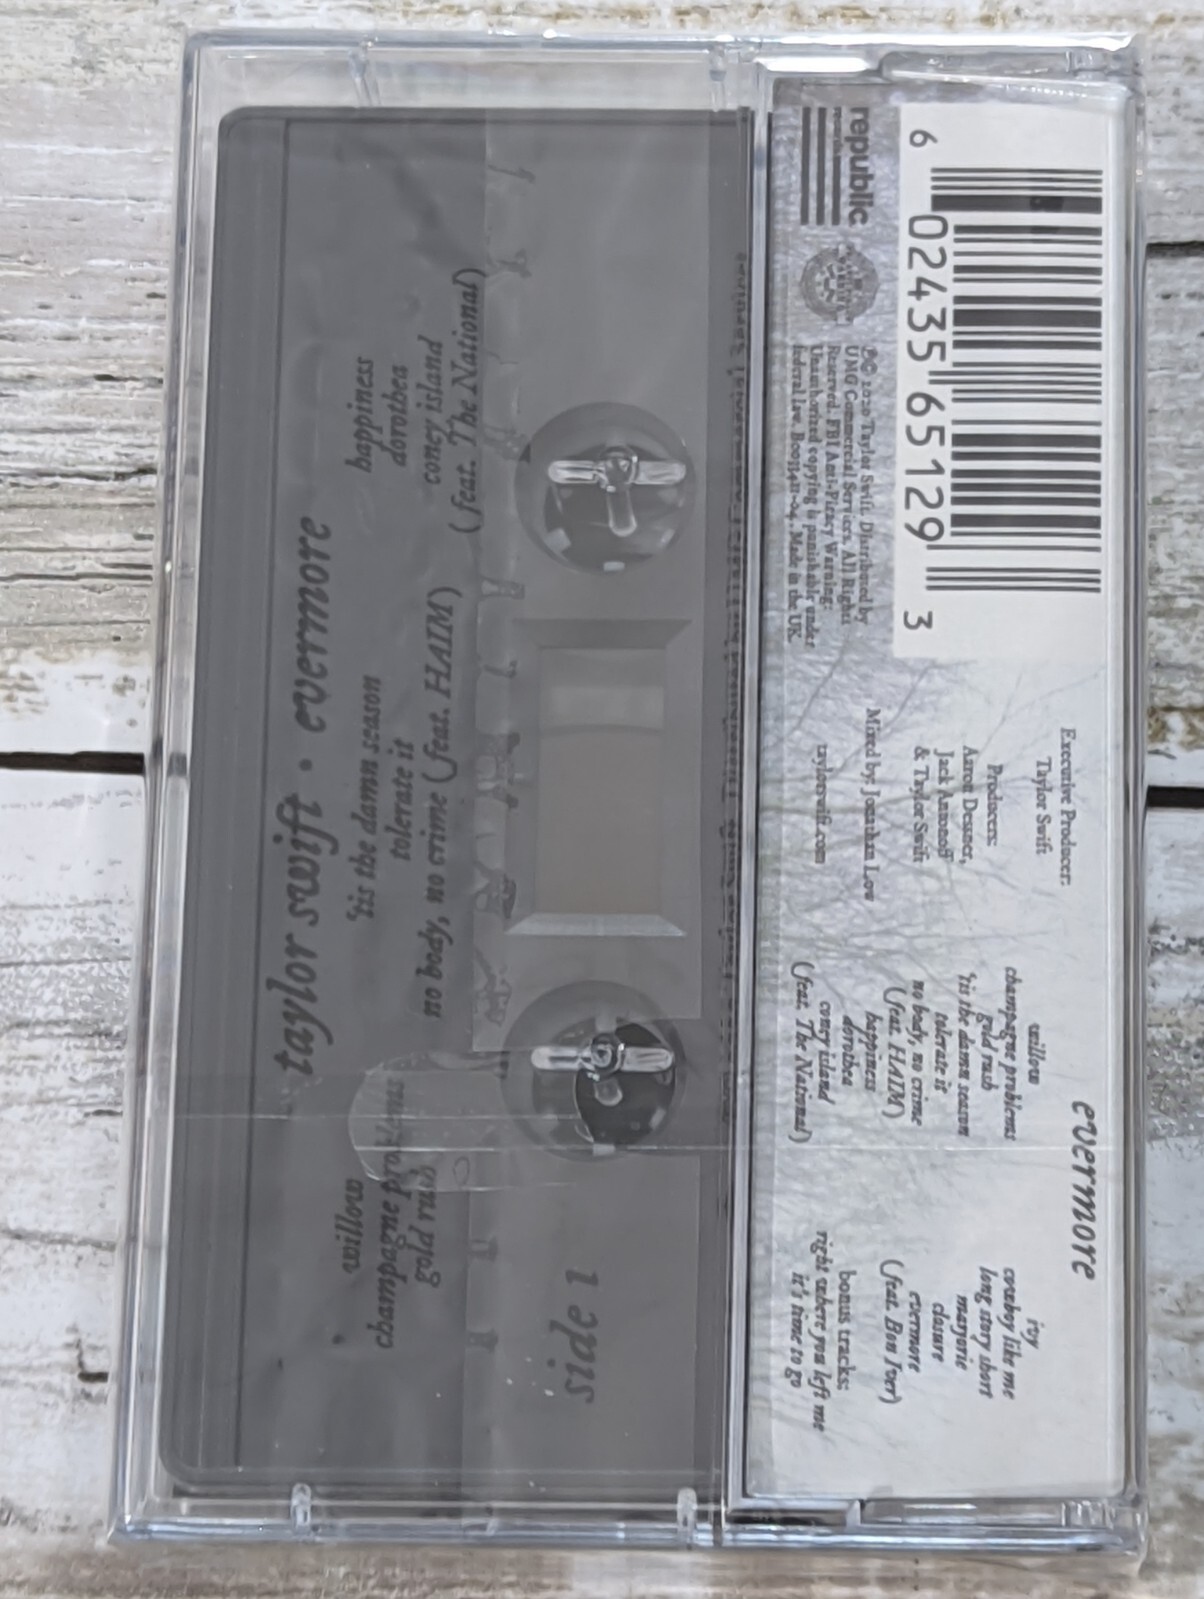 taylor swift • evermore
willow
champagne problems
gold rush
'tis the damn season
tolerate it
no body, no crime (feat. HAIM)
happiness
dorothea
coney island
(feat. The National)
side 1
evermore
willow
champagne problems
gold rush
'tis the damn season
tolerate it
no body, no crime
(feat. HAIM)
happiness
dorothea
coney island
(feat. The National)
ivy
cowboy like me
long story short
marjorie
closure
evermore
(feat. Bon Iver)
bonus tracks:
right where you left me
it's time to go
Executive Producer:
Taylor Swift
Producers:
Aaron Dessner,
Jack Antonoff
& Taylor Swift
Mixed by: Jonathan Low
taylorswift.com
6 02435 65129 3
republic
records
℗© 2020 Taylor Swift. Distributed by
UMG Commercial Services. All Rights
Reserved. FBI Anti-Piracy Warning:
Unauthorized copying is punishable under
federal law. Made in the UK.